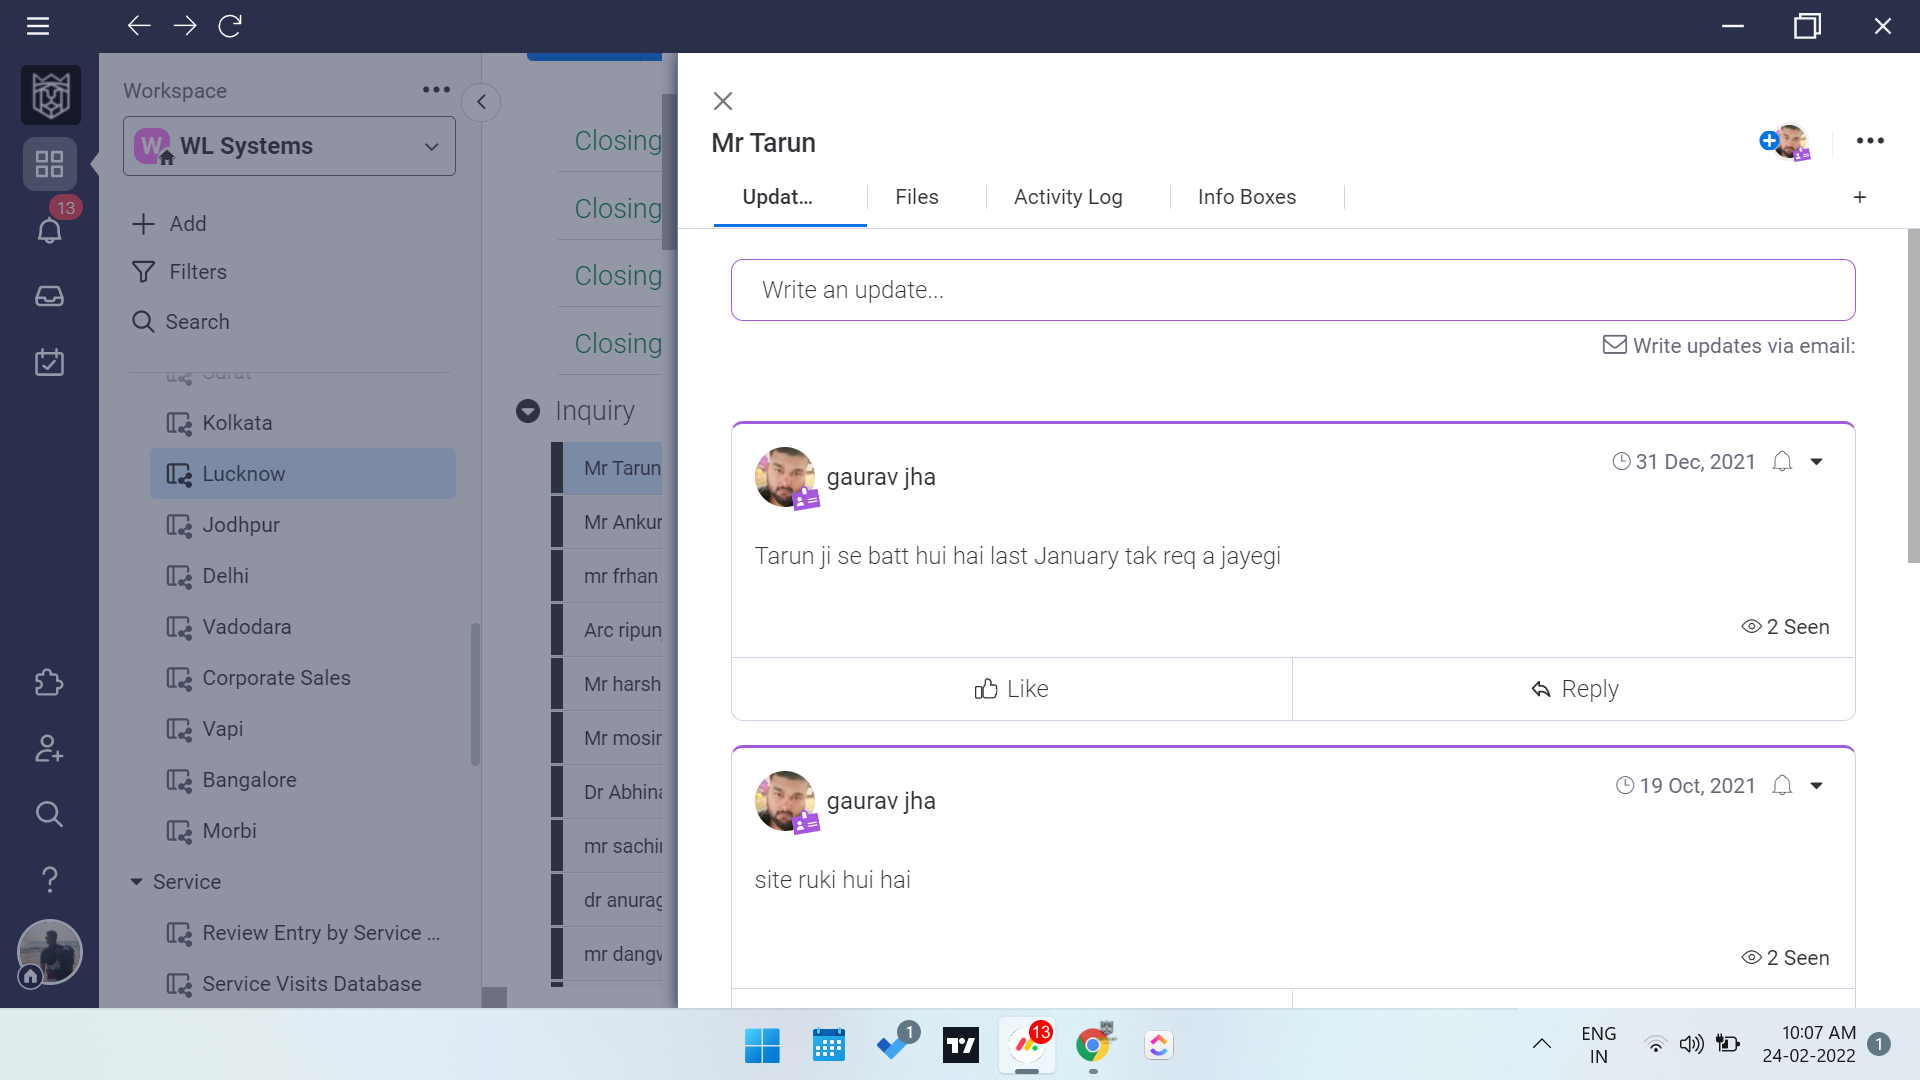 Workspace
W WL Systems
13
Add
Filters
Search
Surat
Kolkata
Lucknow
Jodhpur
Delhi
Vadodara
Corporate Sales
Vapi
Bangalore
Morbi
Service
Review Entry by Service ...
Service Visits Database
Closing
Closing
Closing
Closing
Inquiry
Mr Tarun
Mr Ankur
mr frhan
Arc ripun
Mr harsh
Mr mosin
Dr Abhina
mr sachin
dr anurag
mr dangw
Mr Tarun
Updat...
Files
Activity Log
Info Boxes
Write an update...
Write updates via email:
gaurav jha
31 Dec, 2021
Tarun ji se batt hui hai last January tak req a jayegi
2 Seen
Like
Reply
gaurav jha
19 Oct, 2021
site ruki hui hai
2 Seen
1
13
ENG
IN
10:07 AM
24-02-2022
1